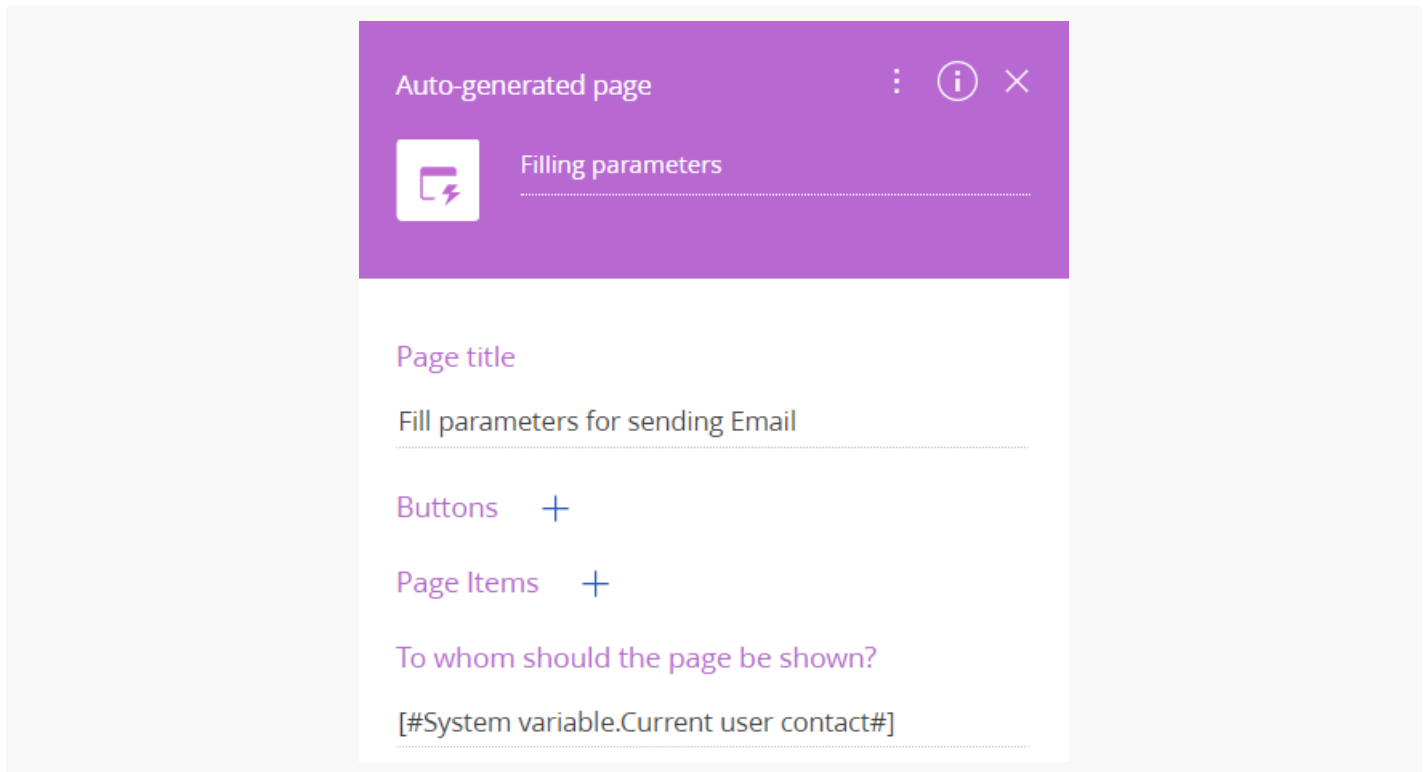 Auto-generated page
Filling parameters
Page title
Fill parameters for sending Email
Buttons
Page Items
To whom should the page be shown?
[#System variable.Current user contact#]